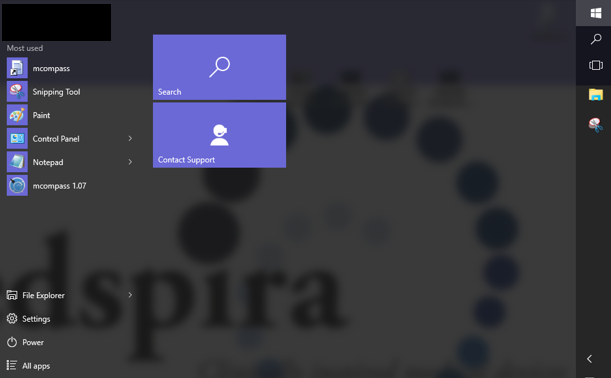 Most used
mcompass
Snipping Tool
Paint
Control Panel
Notepad
mcompass 1.07
File Explorer
Settings
Power
All apps
Search
Contact Support